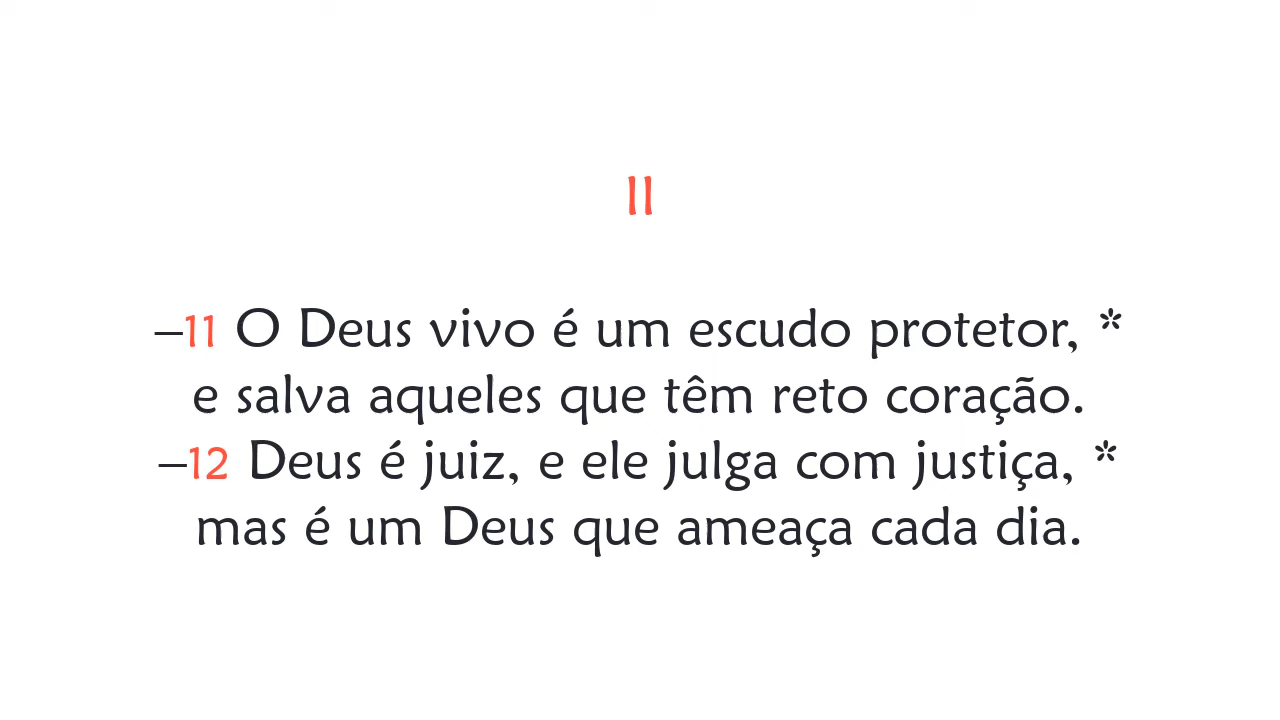 II
–11 O Deus vivo é um escudo protetor, *
e salva aqueles que têm reto coração.
–12 Deus é juiz, e ele julga com justiça, *
mas é um Deus que ameaça cada dia.